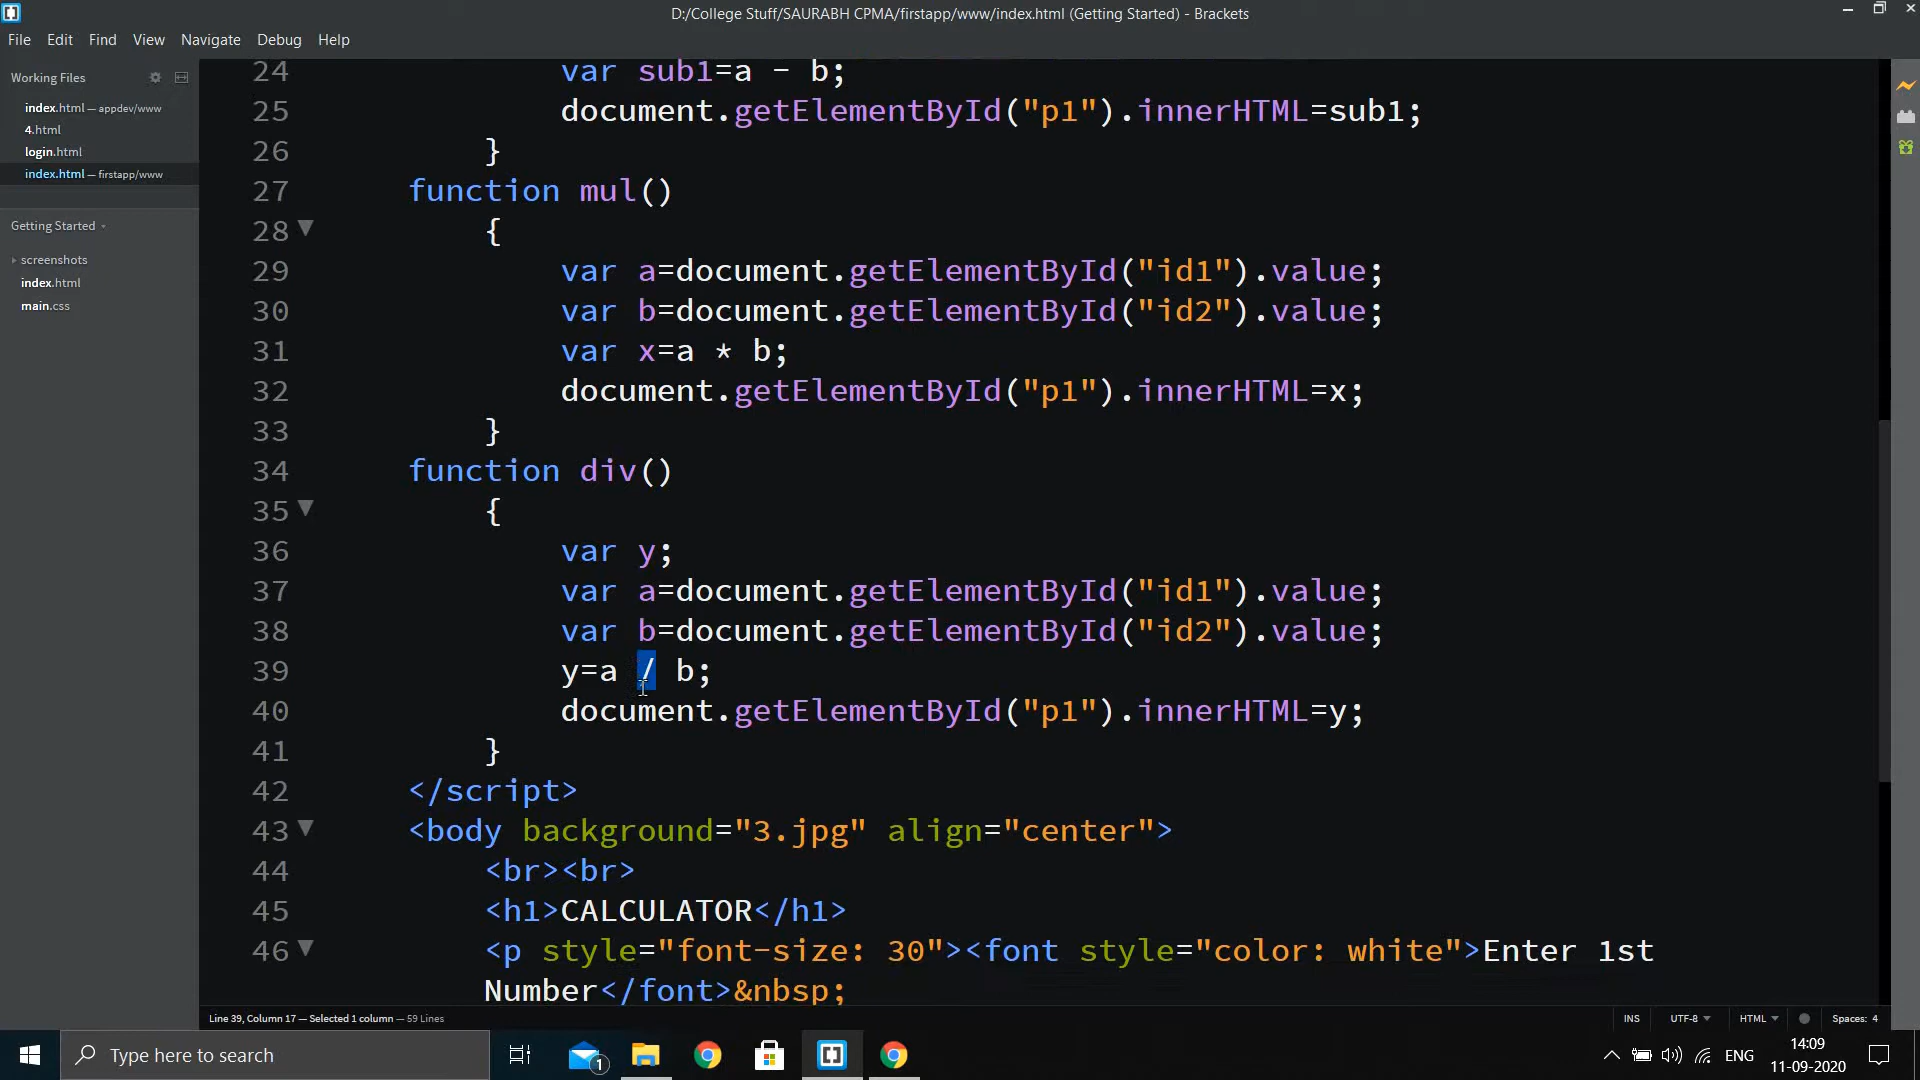 D:/College Stuff/SAURABH CPMA/firstapp/www/index.html (Getting Started) - Brackets
File Edit Find View Navigate Debug Help
Working Files
index.html — appdev/www
4.html
login.html
index.html — firstapp/www
Getting Started
screenshots
index.html
main.css
24 var sub1=a - b;
25 document.getElementById("p1").innerHTML=sub1;
26 }
27 function mul()
28 {
29 var a=document.getElementById("id1").value;
30 var b=document.getElementById("id2").value;
31 var x=a * b;
32 document.getElementById("p1").innerHTML=x;
33 }
34 function div()
35 {
36 var y;
37 var a=document.getElementById("id1").value;
38 var b=document.getElementById("id2").value;
39 y=a / b;
40 document.getElementById("p1").innerHTML=y;
41 }
42 </script>
43 <body background="3.jpg" align="center">
44 <br><br>
45 <h1>CALCULATOR</h1>
46 <p style="font-size: 30"><font style="color: white">Enter 1st
Number</font>&nbsp;
Line 39, Column 17 — Selected 1 column — 59 Lines
INS UTF-8 HTML Spaces: 4
Type here to search
1
ENG
14:09
11-09-2020